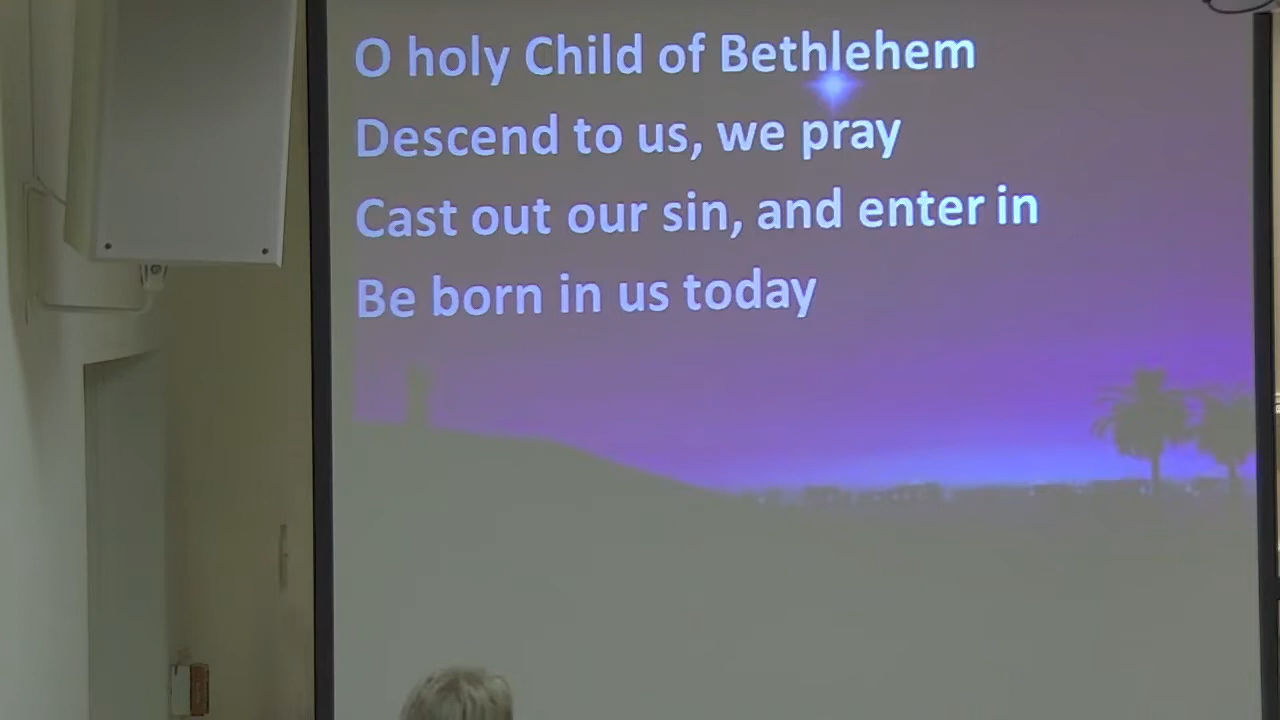 O holy Child of Bethlehem
Descend to us, we pray
Cast out our sin, and enter in
Be born in us today